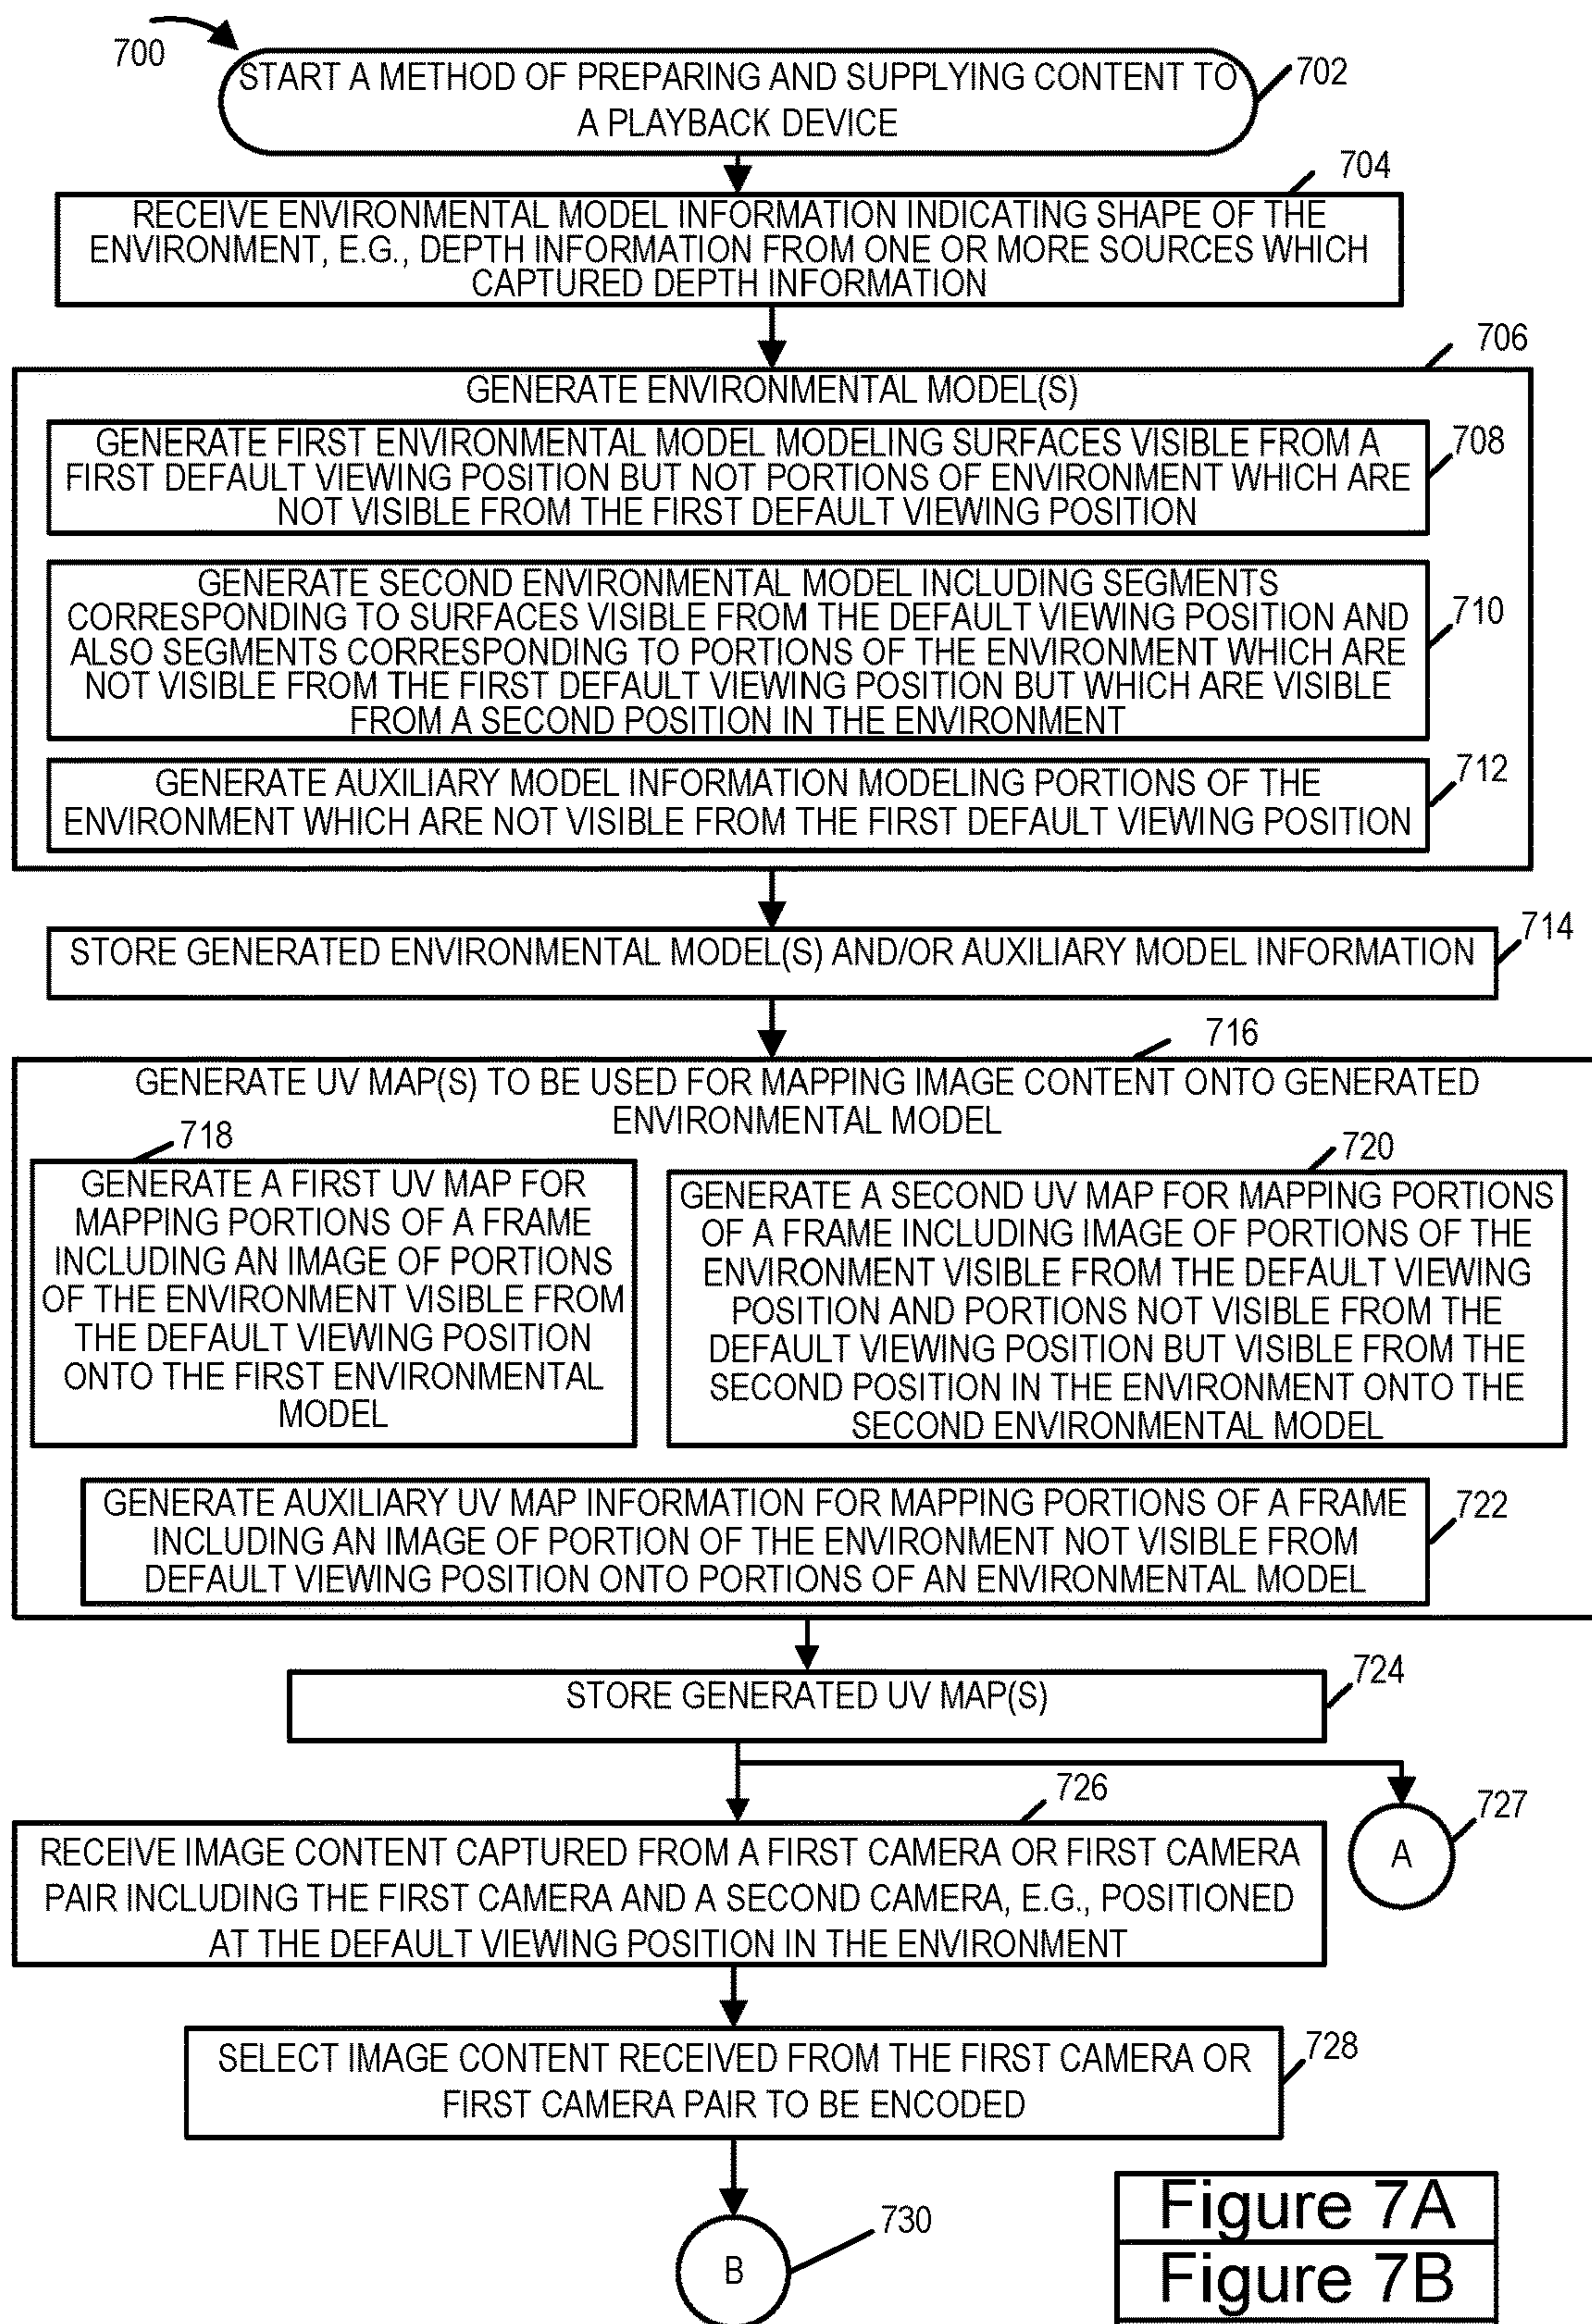 700
START A METHOD OF PREPARING AND SUPPLYING CONTENT TO
A PLAYBACK DEVICE
702
704
RECEIVE ENVIRONMENTAL MODEL INFORMATION INDICATING SHAPE OF THE
ENVIRONMENT, E.G., DEPTH INFORMATION FROM ONE OR MORE SOURCES WHICH
CAPTURED DEPTH INFORMATION
706
GENERATE ENVIRONMENTAL MODEL(S)
GENERATE FIRST ENVIRONMENTAL MODEL MODELING SURFACES VISIBLE FROM A
FIRST DEFAULT VIEWING POSITION BUT NOT PORTIONS OF ENVIRONMENT WHICH ARE
NOT VISIBLE FROM THE FIRST DEFAULT VIEWING POSITION
708
GENERATE SECOND ENVIRONMENTAL MODEL INCLUDING SEGMENTS
CORRESPONDING TO SURFACES VISIBLE FROM THE DEFAULT VIEWING POSITION AND
ALSO SEGMENTS CORRESPONDING TO PORTIONS OF THE ENVIRONMENT WHICH ARE
NOT VISIBLE FROM THE FIRST DEFAULT VIEWING POSITION BUT WHICH ARE VISIBLE
FROM A SECOND POSITION IN THE ENVIRONMENT
710
GENERATE AUXILIARY MODEL INFORMATION MODELING PORTIONS OF THE
ENVIRONMENT WHICH ARE NOT VISIBLE FROM THE FIRST DEFAULT VIEWING POSITION
712
STORE GENERATED ENVIRONMENTAL MODEL(S) AND/OR AUXILIARY MODEL INFORMATION
714
716
GENERATE UV MAP(S) TO BE USED FOR MAPPING IMAGE CONTENT ONTO GENERATED
ENVIRONMENTAL MODEL
718
GENERATE A FIRST UV MAP FOR
MAPPING PORTIONS OF A FRAME
INCLUDING AN IMAGE OF PORTIONS
OF THE ENVIRONMENT VISIBLE FROM
THE DEFAULT VIEWING POSITION
ONTO THE FIRST ENVIRONMENTAL
MODEL
720
GENERATE A SECOND UV MAP FOR MAPPING PORTIONS
OF A FRAME INCLUDING IMAGE OF PORTIONS OF THE
ENVIRONMENT VISIBLE FROM THE DEFAULT VIEWING
POSITION AND PORTIONS NOT VISIBLE FROM THE
DEFAULT VIEWING POSITION BUT VISIBLE FROM THE
SECOND POSITION IN THE ENVIRONMENT ONTO THE
SECOND ENVIRONMENTAL MODEL
GENERATE AUXILIARY UV MAP INFORMATION FOR MAPPING PORTIONS OF A FRAME
INCLUDING AN IMAGE OF PORTION OF THE ENVIRONMENT NOT VISIBLE FROM
DEFAULT VIEWING POSITION ONTO PORTIONS OF AN ENVIRONMENTAL MODEL
722
STORE GENERATED UV MAP(S)
724
726
RECEIVE IMAGE CONTENT CAPTURED FROM A FIRST CAMERA OR FIRST CAMERA
PAIR INCLUDING THE FIRST CAMERA AND A SECOND CAMERA, E.G., POSITIONED
AT THE DEFAULT VIEWING POSITION IN THE ENVIRONMENT
A
727
SELECT IMAGE CONTENT RECEIVED FROM THE FIRST CAMERA OR
FIRST CAMERA PAIR TO BE ENCODED
728
B
730
Figure 7A
Figure 7B